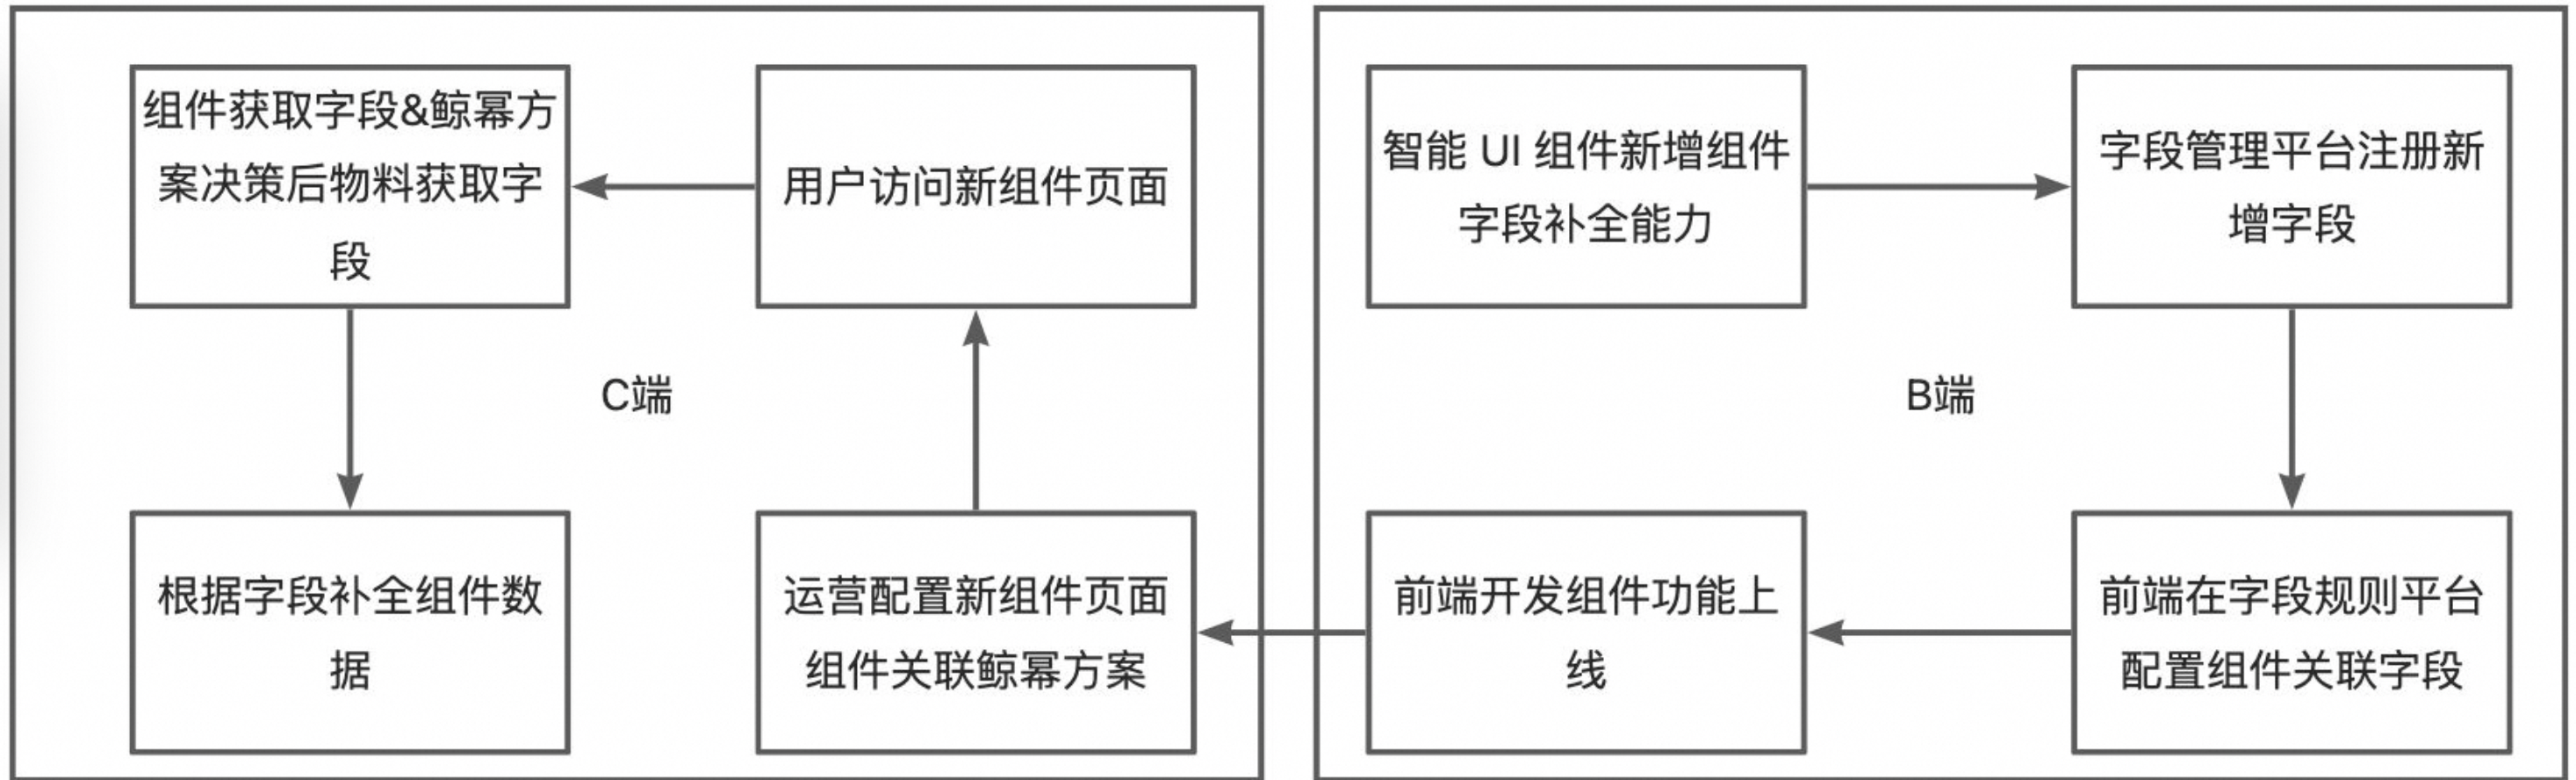 组件获取字段&鲸幂方
案决策后物料获取字
段
用户访问新组件页面
C端
根据字段补全组件数
据
运营配置新组件页面
组件关联鲸幂方案
智能 UI 组件新增组件
字段补全能力
字段管理平台注册新
增字段
B端
前端开发组件功能上
线
前端在字段规则平台
配置组件关联字段